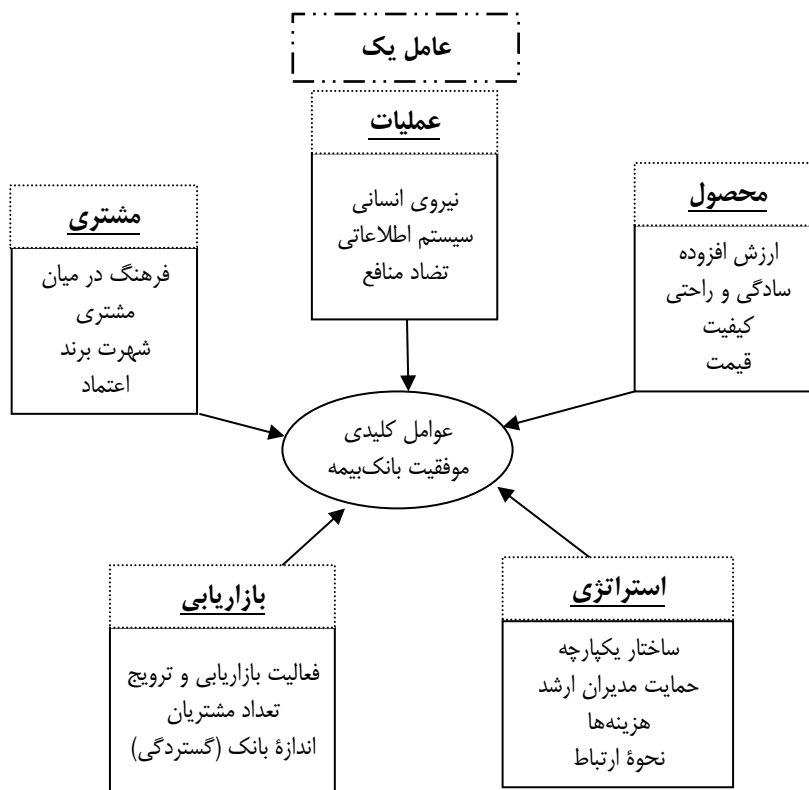 عامل یک
عملیات
نیروی انسانی
سیستم اطلاعاتی
تضاد منافع
محصول
ارزش افزوده
سادگی و راحتی
کیفیت
قیمت
مشتری
فرهنگ در میان
مشتری
شهرت برند
اعتماد
عوامل کلیدی
موفقیت بانک‌بیمه
استراتژی
ساختار یکپارچه
حمایت مدیران ارشد
هزینه‌ها
نحوۀ ارتباط
بازاریابی
فعالیت بازاریابی و ترویج
تعداد مشتریان
اندازۀ بانک (گستردگی)